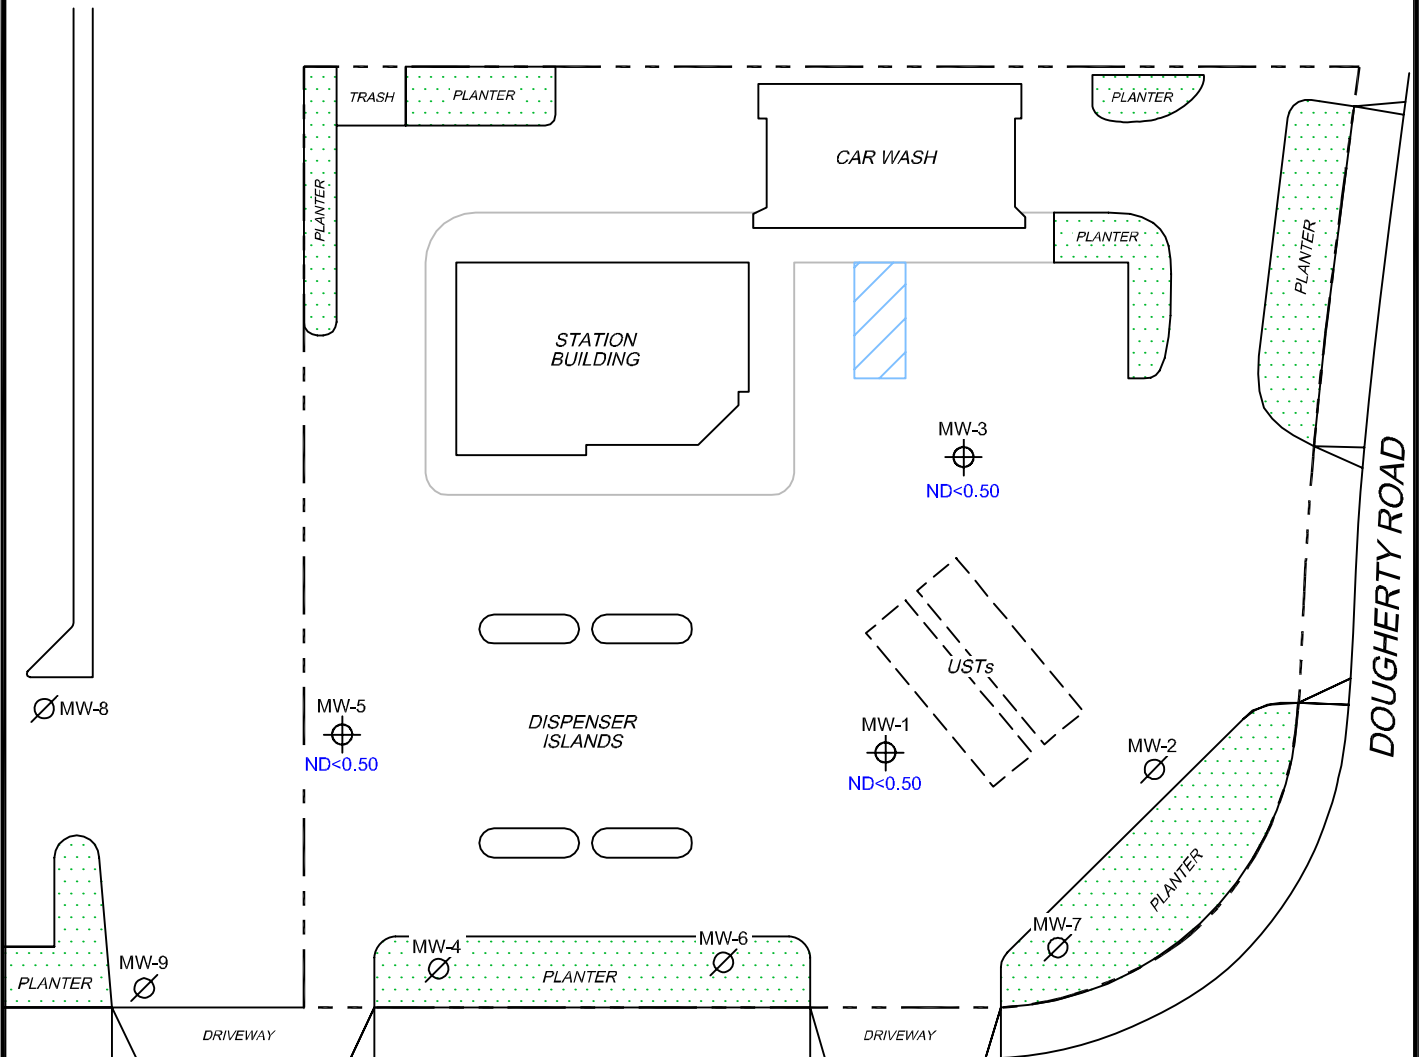 TRASH
PLANTER
PLANTER
CAR WASH
PLANTER
PLANTER
PLANTER
STATION
BUILDING
MW-3
ND<0.50
DOUGHERTY ROAD
USTs
MW-8
MW-5
ND<0.50
DISPENSER
ISLANDS
MW-1
ND<0.50
MW-2
PLANTER
MW-7
MW-4
MW-6
PLANTER
MW-9
PLANTER
DRIVEWAY
DRIVEWAY